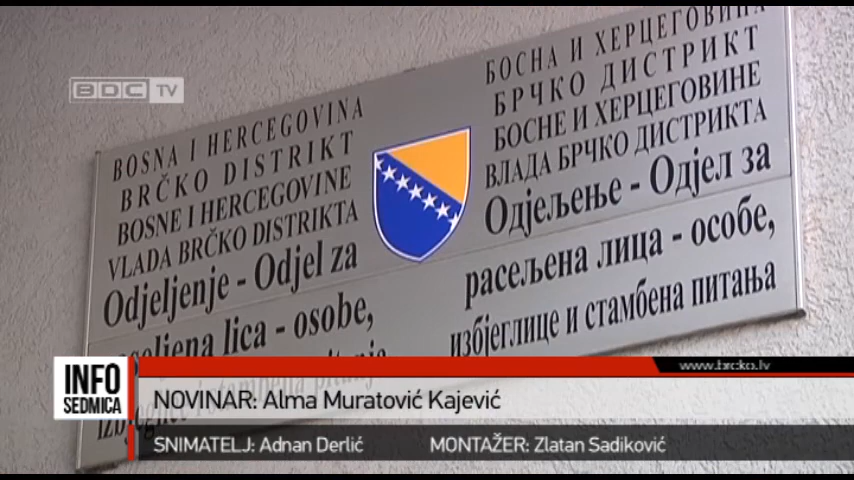 BDC TV
BOSNA I HERCEGOVINA
BRČKO DISTRIKT
BOSNE I HERCEGOVINE
VLADA BRČKO DISTRIKTA
Odjeljenje - Odjel za
lica - osobe,
БОСНА И ХЕРЦЕГОВИНА
БРЧКО ДИСТРИКТ
БОСНЕ И ХЕРЦЕГОВИНЕ
ВЛАДА БРЧКО ДИСТРИКТА
Одјељење - Одјел за
расељена лица - особе,
избјеглице и стамбена питања
www.brcko.tv
INFO
SEDMICA
NOVINAR: Alma Muratović Kajević
SNIMATELJ: Adnan Derlić
MONTAŽER: Zlatan Sadiković